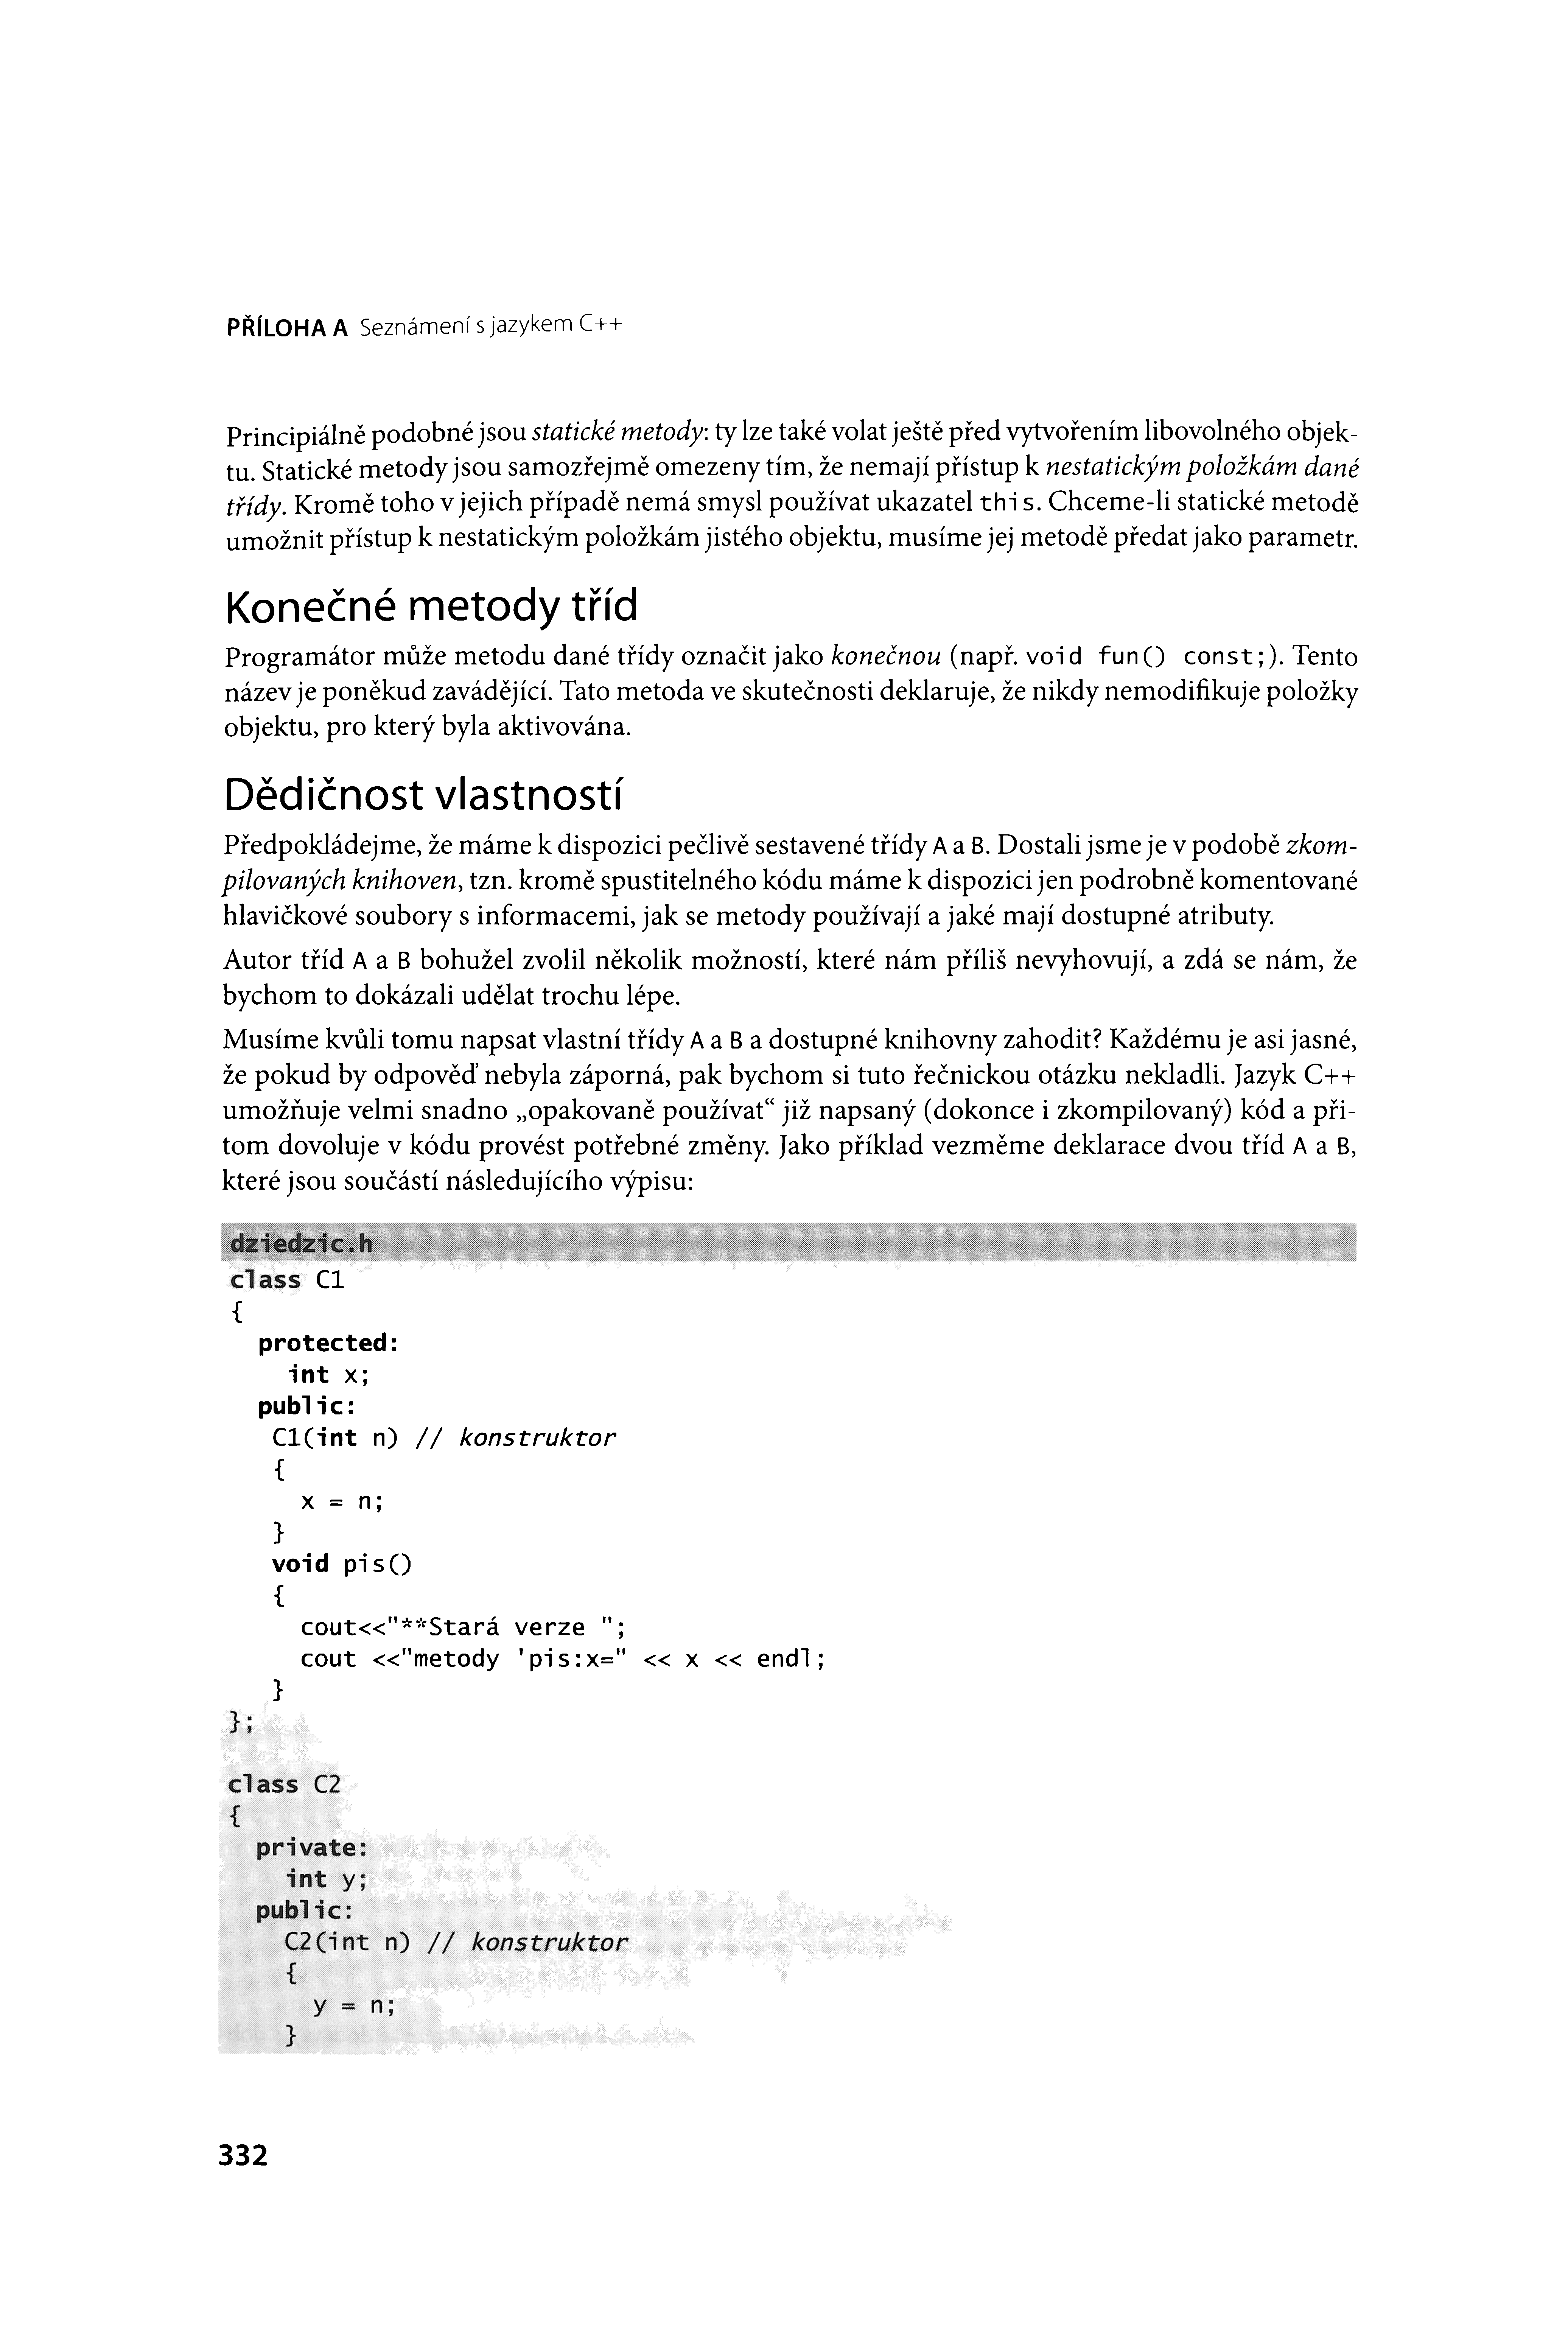 PŘÍLOHA A Seznámení s jazykem C++
Principiálně podobné jsou statické metody: ty lze také volat ještě před vytvořením libovolného objek-
tu. Statické metody jsou samozřejmě omezeny tím, že nemají přístup k nestatickým položkám dané
třídy. Kromě toho v jejich případě nemá smysl používat ukazatel this. Chceme-li statické metodě
umožnit přístup k nestatickým položkám jistého objektu, musíme jej metodě předat jako parametr.
Konečné metody tříd
Programátor může metodu dané třídy označit jako konečnou (např. void fun() const;). Tento
název je poněkud zavádějící. Tato metoda ve skutečnosti deklaruje, že nikdy nemodifikuje položky
objektu, pro který byla aktivována.
Dědičnost vlastností
Předpokládejme, že máme k dispozici pečlivě sestavené třídy A a B. Dostali jsme je v podobě zkom-
pilovaných knihoven, tzn. kromě spustitelného kódu máme k dispozici jen podrobně komentované
hlavičkové soubory s informacemi, jak se metody používají a jaké mají dostupné atributy.
Autor tříd A a B bohužel zvolil několik možností, které nám příliš nevyhovují, a zdá se nám, že
bychom to dokázali udělat trochu lépe.
Musíme kvůli tomu napsat vlastní třídy A a B a dostupné knihovny zahodit? Každému je asi jasné,
že pokud by odpověď nebyla záporná, pak bychom si tuto řečnickou otázku nekladli. Jazyk C++
umožňuje velmi snadno „opakovaně používat“ již napsaný (dokonce i zkompilovaný) kód a při-
tom dovoluje v kódu provést potřebné změny. Jako příklad vezměme deklarace dvou tříd A a B,
které jsou součástí následujícího výpisu:
dziedzic.h
class C1
{
protected:
int x;
public:
C1(int n) // konstruktor
{
x = n;
}
void pis()
{
cout<<"**Stará verze ";
cout <<"metody 'pis:x=" << x << endl;
}
};
class C2
{
private:
int y;
public:
C2(int n) // konstruktor
{
y = n;
}
332